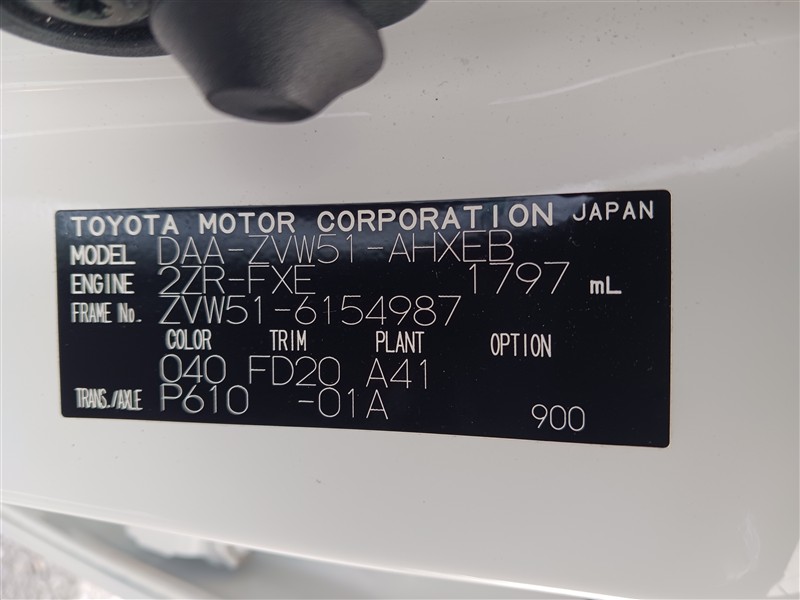 TOYOTA MOTOR CORPORATION JAPAN
MODEL DAA-ZVW51-AHXEB
ENGINE 2ZR-FXE 1797 mL
FRAME No. ZVW51-6154987
COLOR TRIM PLANT OPTION
040 FD20 A41
TRANS./AXLE P610 -01A
900